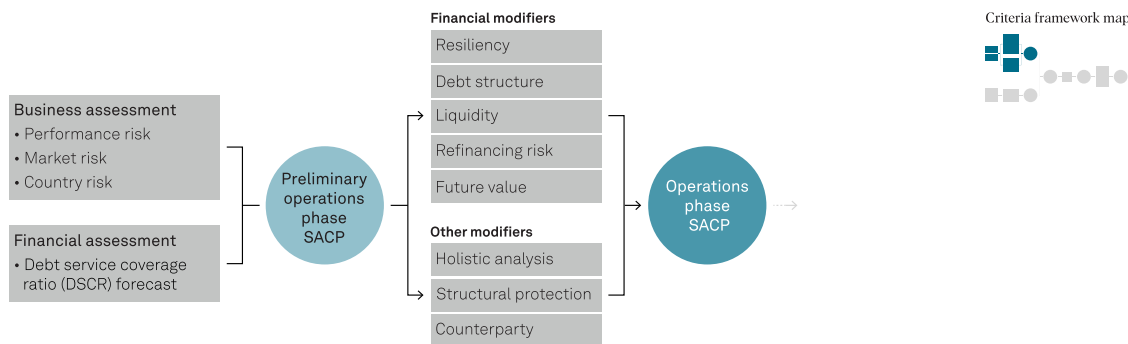 Criteria framework map
Business assessment
• Performance risk
• Market risk
• Country risk
Financial assessment
• Debt service coverage
ratio (DSCR) forecast
Preliminary
operations
phase
SACP
Financial modifiers
Resiliency
Debt structure
Liquidity
Refinancing risk
Future value
Other modifiers
Holistic analysis
Structural protection
Counterparty
Operations
phase
SACP